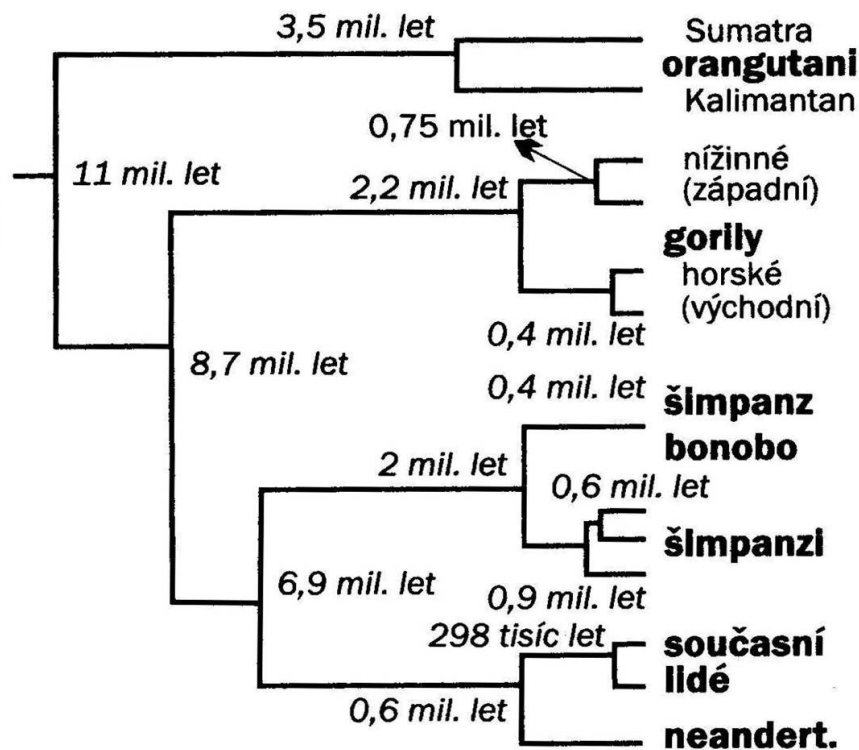 3,5 mil. let
Sumatra
orangutani
Kalimantan
0,75 mil. let
11 mil. let
2,2 mil. let
nížinné
(západní)
gorily
horské
(východní)
0,4 mil. let
8,7 mil. let
0,4 mil. let
šimpanz
bonobo
2 mil. let
0,6 mil. let
šimpanzi
6,9 mil. let
0,9 mil. let
298 tisíc let
současní
lidé
0,6 mil. let
neandert.